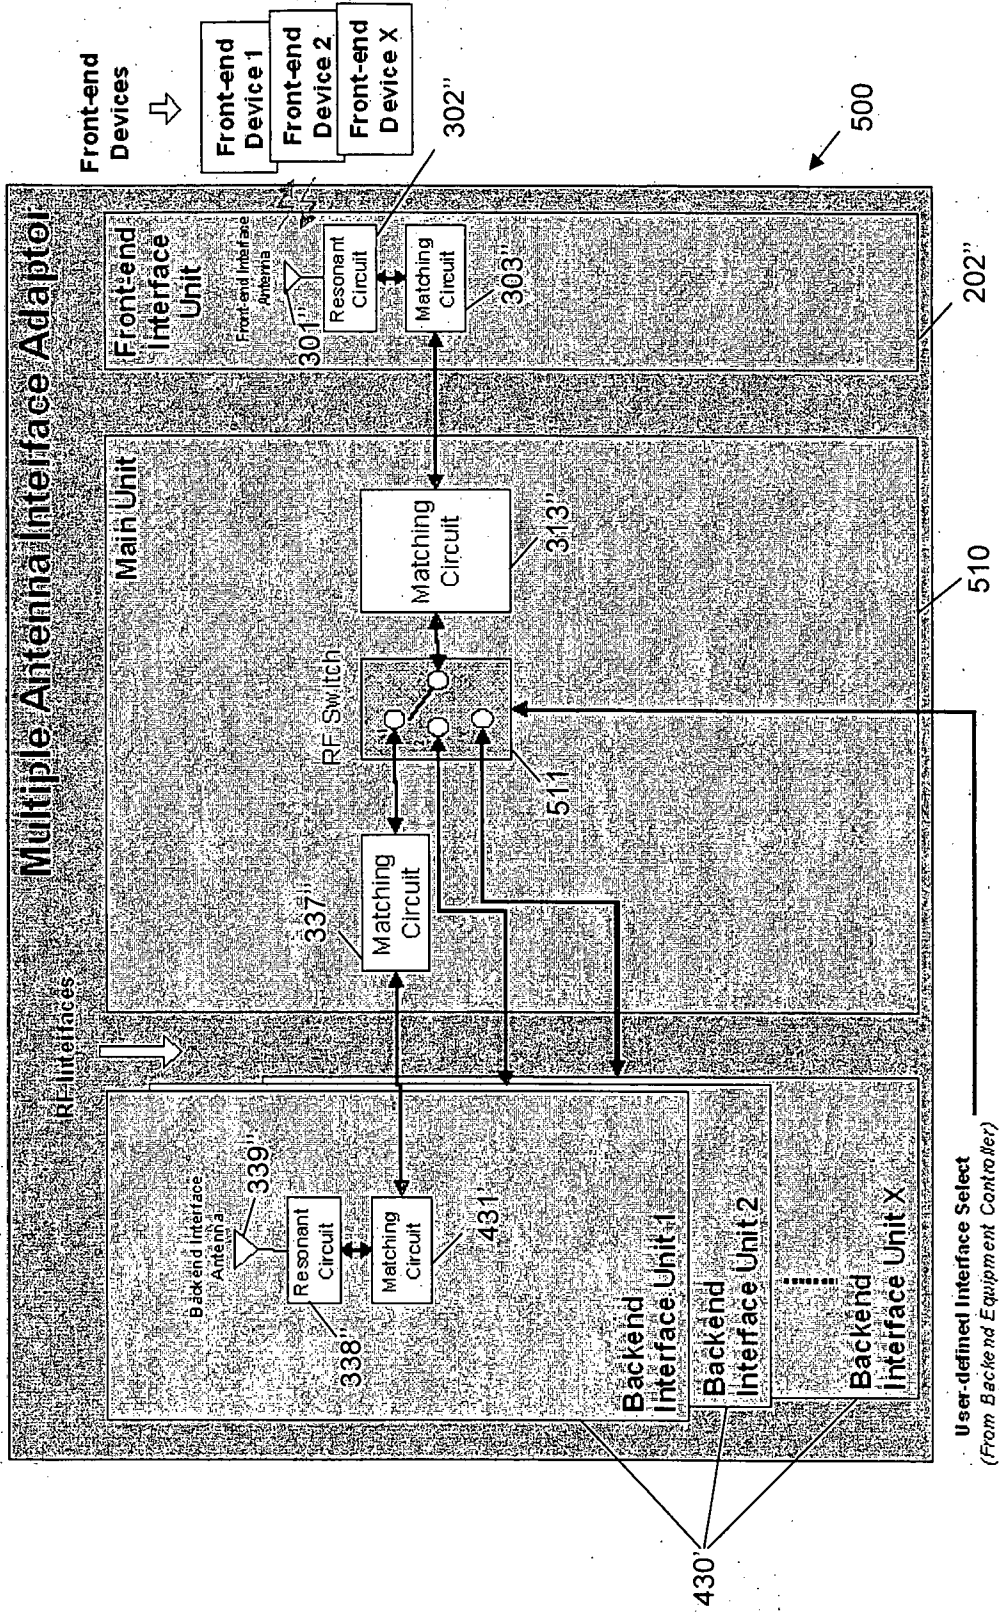 Multiple Antenna Interface Adaptor
RF Interfaces
Front-end
Devices
Front-end
Device 1
Front-end
Device 2
Front-end
Device X
302"
500
Backend Interface
Antenna
339"
Resonant
Circuit
338"
Matching
Circuit
431'
Backend
Interface Unit 1
Backend
Interface Unit 2
Backend
Interface Unit X
430'
Main Unit
337"
Matching
Circuit
RF Switch
1
2
511
Matching
Circuit
313"
510
Front-end
Interface
Unit
Front-end Interface
Antenna
301"
Resonant
Circuit
Matching
Circuit
303"
202"
User-defined Interface Select
(From Backend Equipment Controller)